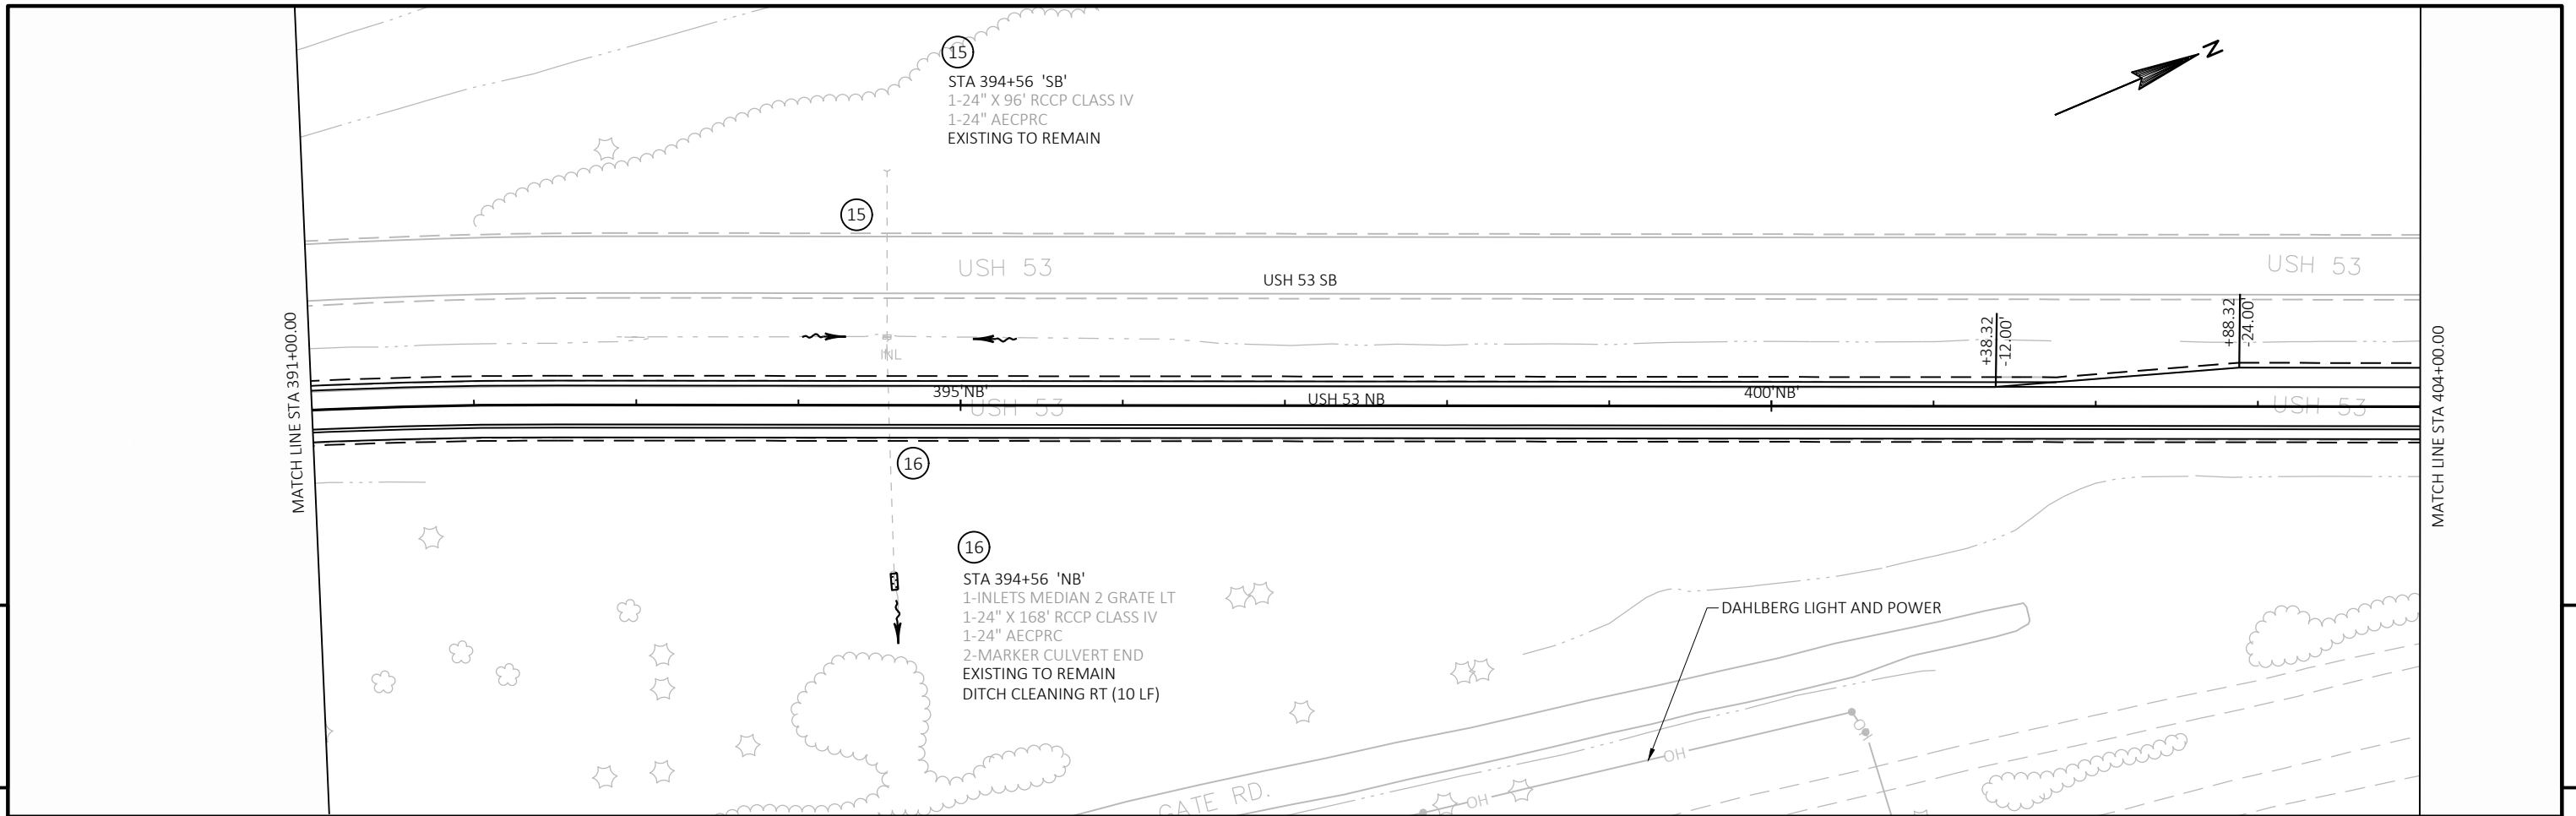 15
STA 394+56 'SB'
1-24" X 96' RCCP CLASS IV
1-24" AECPRC
EXISTING TO REMAIN
N
15
USH 53
USH 53 SB
USH 53
+38.32
-12.00'
+88.32
-24.00'
INL
MATCH LINE STA 391+00.00
MATCH LINE STA 404+00.00
395'NB'
USH 53
USH 53 NB
400'NB'
USH 53
16
16
STA 394+56 'NB'
1-INLETS MEDIAN 2 GRATE LT
1-24" X 168' RCCP CLASS IV
1-24" AECPRC
2-MARKER CULVERT END
EXISTING TO REMAIN
DITCH CLEANING RT (10 LF)
DAHLBERG LIGHT AND POWER
OH
OH
GATE RD.